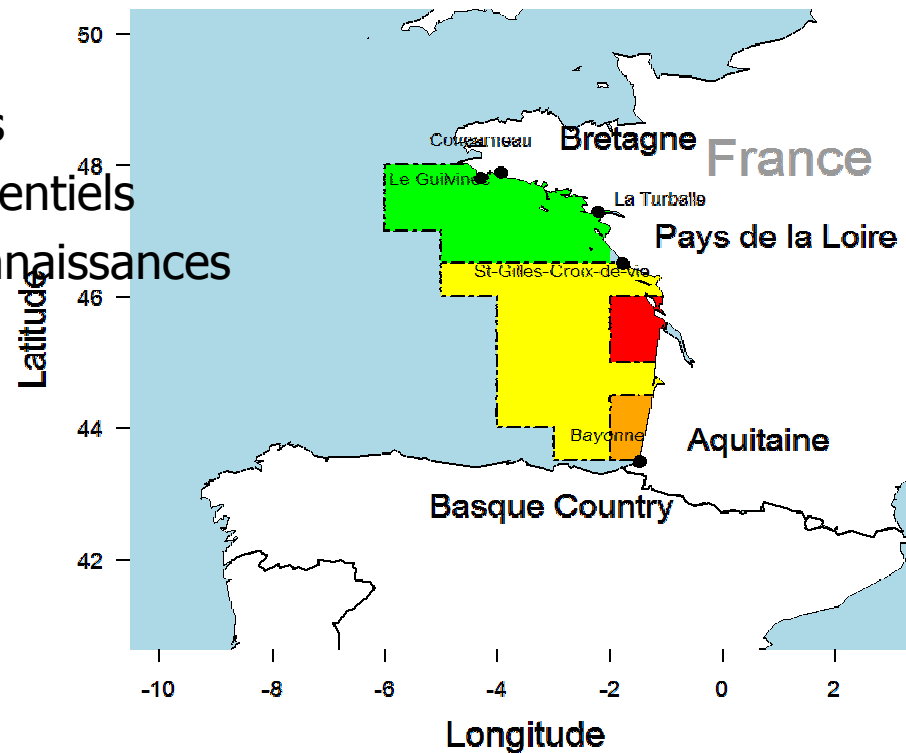 50
s
Concarneau
Bretagne
France
48
Le Guilvinec
entiels
La Turballe
Pays de la Loire
nnaissances
St-Gilles-Croix-de-vie
46
Latitude
44
Bayonne
Aquitaine
Basque Country
42
-10 -8 -6 -4 -2 0 2
Longitude